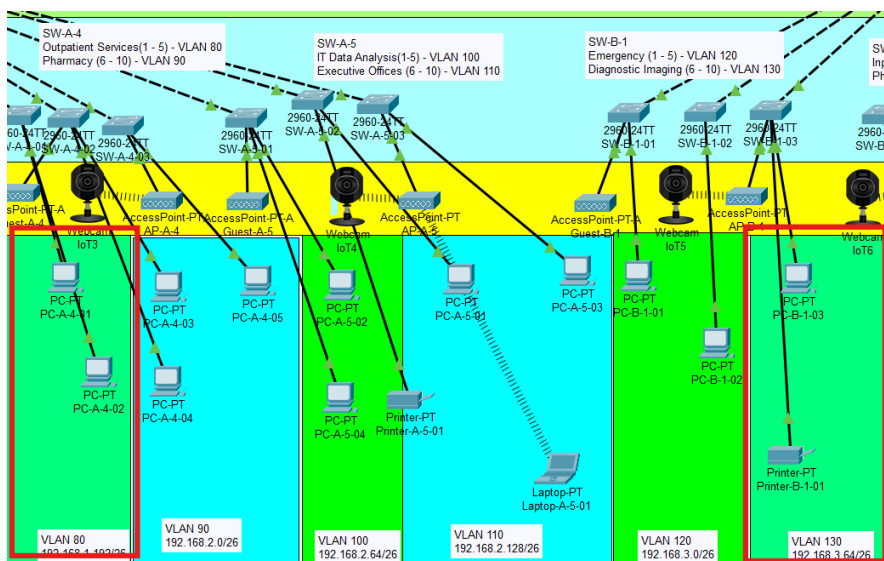 SW-A-4
Outpatient Services(1 - 5) - VLAN 80
Pharmacy (6 - 10) - VLAN 90
SW-A-5
IT Data Analysis(1-5) - VLAN 100
Executive Offices (6 - 10) - VLAN 110
SW-B-1
Emergency (1 - 5) - VLAN 120
Diagnostic Imaging (6 - 10) - VLAN 130
2960-24TT
SW-A-4-02
2960-24TT
SW-A-4-03
2960-24TT
2960-24TT
SW-A-5-02
2960-24TT
SW-A-5-03
2960-24TT
SW-B-1-01
2960-24TT
SW-B-1-02
2960-24TT
SW-B-1-03
Webcam
IoT3
AccessPoint-PT
AP-A-4
AccessPoint-PT-A
Guest-A-5
Webcam
IoT4
AccessPoint-PT
AccessPoint-PT-A
Guest-B-1
Webcam
IoT5
AccessPoint-PT
AP-B-1
Webcam
IoT6
PC-PT
PC-A-4-01
PC-PT
PC-A-4-02
PC-PT
PC-A-4-03
PC-PT
PC-A-4-04
PC-PT
PC-A-4-05
PC-PT
PC-A-5-02
PC-PT
PC-A-5-04
Printer-PT
Printer-A-5-01
PC-PT
PC-A-5-01
PC-PT
PC-A-5-03
Laptop-PT
Laptop-A-5-01
PC-PT
PC-B-1-01
PC-PT
PC-B-1-02
PC-PT
PC-B-1-03
Printer-PT
Printer-B-1-01
VLAN 80
192.168.1.192/26
VLAN 90
192.168.2.0/26
VLAN 100
192.168.2.64/26
VLAN 110
192.168.2.128/26
VLAN 120
192.168.3.0/26
VLAN 130
192.168.3.64/26